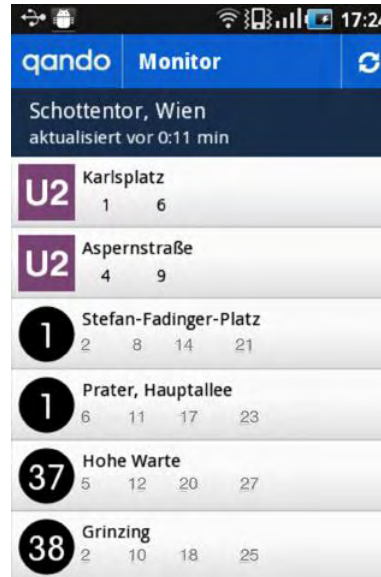 17:24
qando Monitor
Schottentor, Wien
aktualisiert vor 0:11 min
U2 Karlsplatz
1 6
U2 Aspernstraße
4 9
1 Stefan-Fadinger-Platz
2 8 14 21
1 Prater, Hauptallee
6 11 17 23
37 Hohe Warte
5 12 20 27
38 Grinzing
2 10 18 25